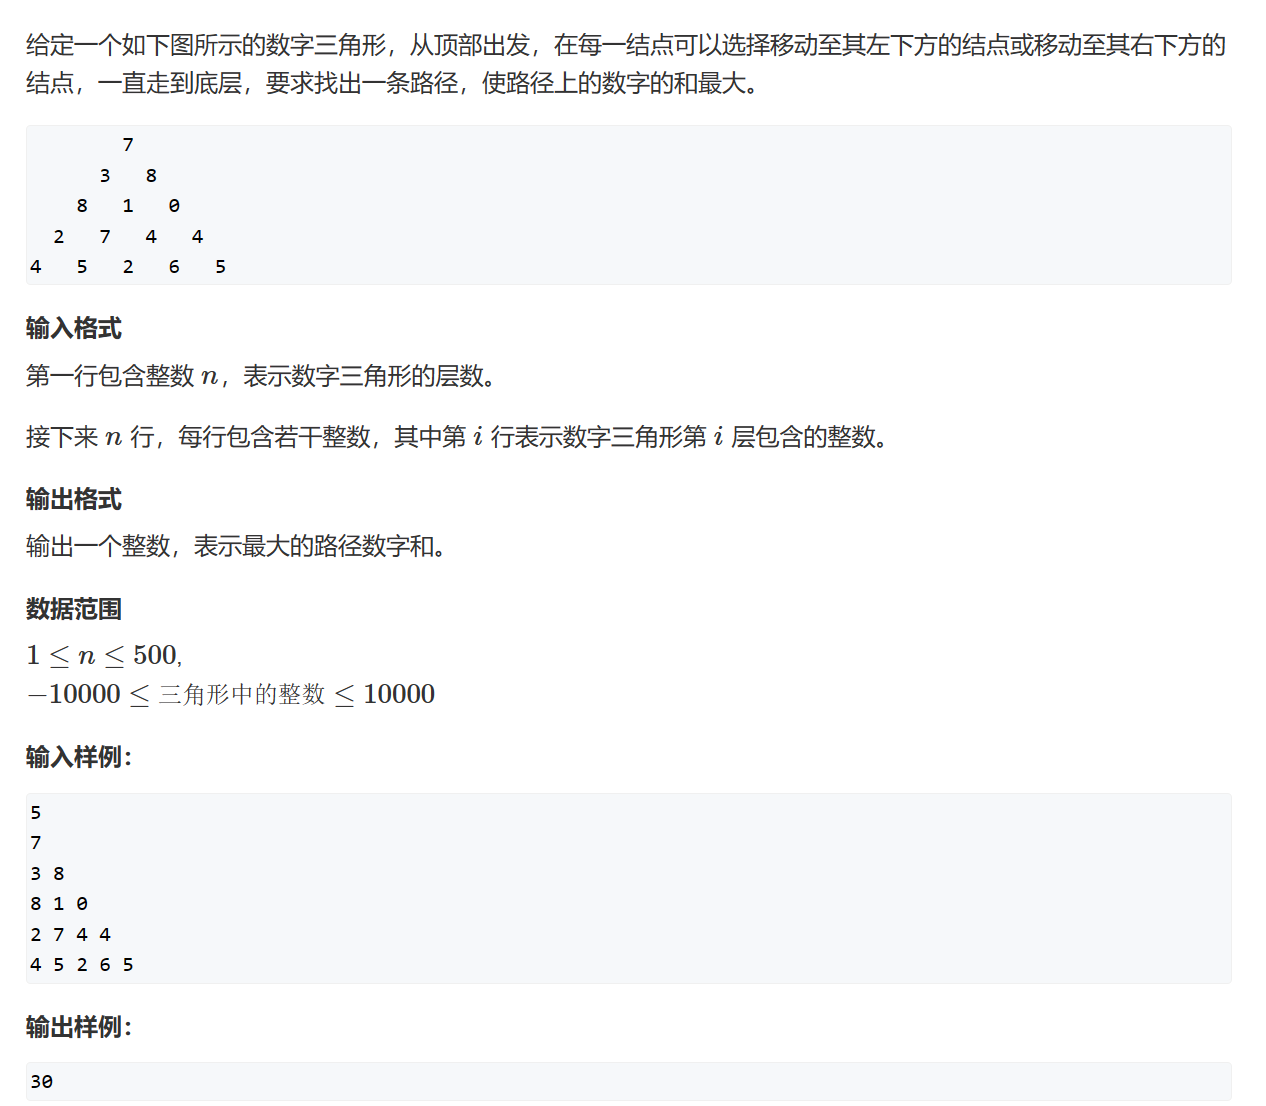 给定一个如下图所示的数字三角形，从顶部出发，在每一结点可以选择移动至其左下方的结点或移动至其右下方的
结点，一直走到底层，要求找出一条路径，使路径上的数字的和最大。
7
3 8
8 1 0
2 7 4 4
4 5 2 6 5
输入格式
第一行包含整数 n，表示数字三角形的层数。
接下来 n 行，每行包含若干整数，其中第 i 行表示数字三角形第 i 层包含的整数。
输出格式
输出一个整数，表示最大的路径数字和。
数据范围
1 ≤ n ≤ 500,
−10000 ≤ 三角形中的整数 ≤ 10000
输入样例：
5
7
3 8
8 1 0
2 7 4 4
4 5 2 6 5
输出样例：
30